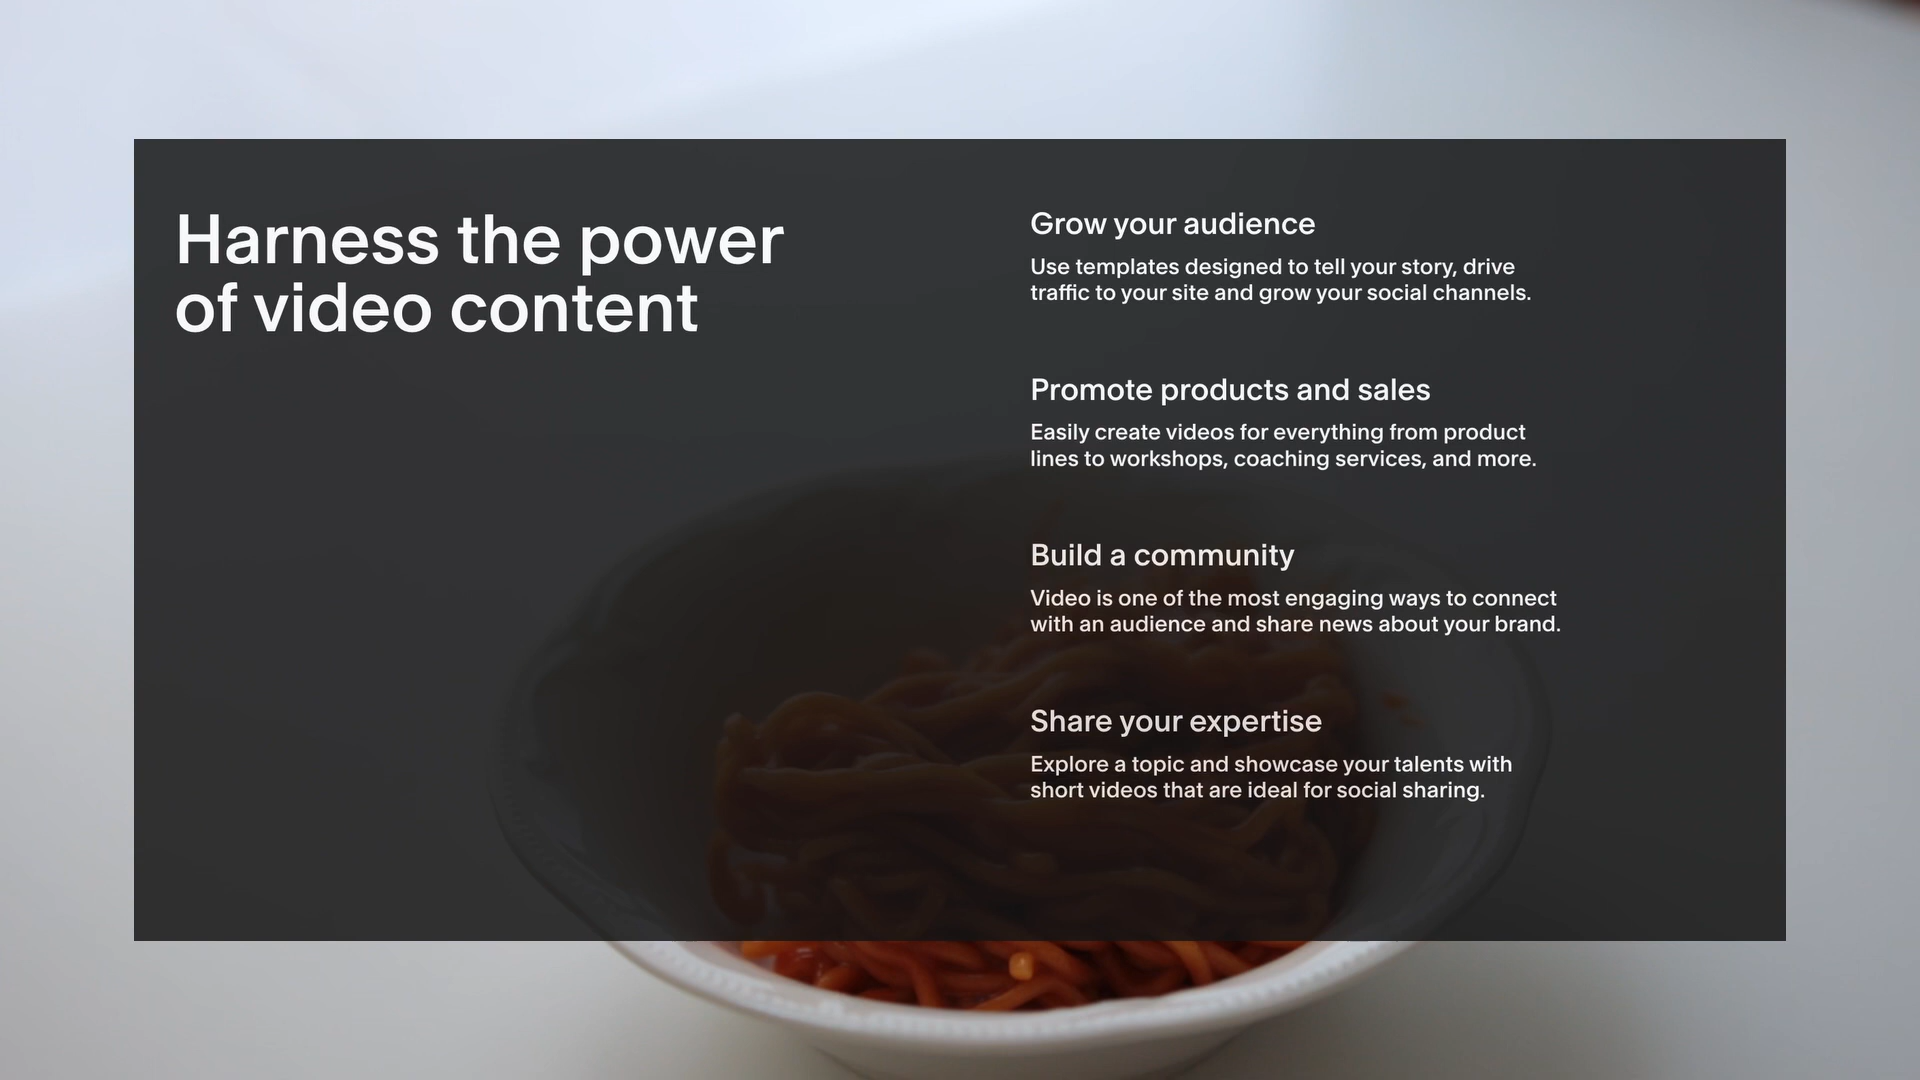 Harness the power
of video content
Grow your audience
Use templates designed to tell your story, drive
traffic to your site and grow your social channels.
Promote products and sales
Easily create videos for everything from product
lines to workshops, coaching services, and more.
Build a community
Video is one of the most engaging ways to connect
with an audience and share news about your brand.
Share your expertise
Explore a topic and showcase your talents with
short videos that are ideal for social sharing.